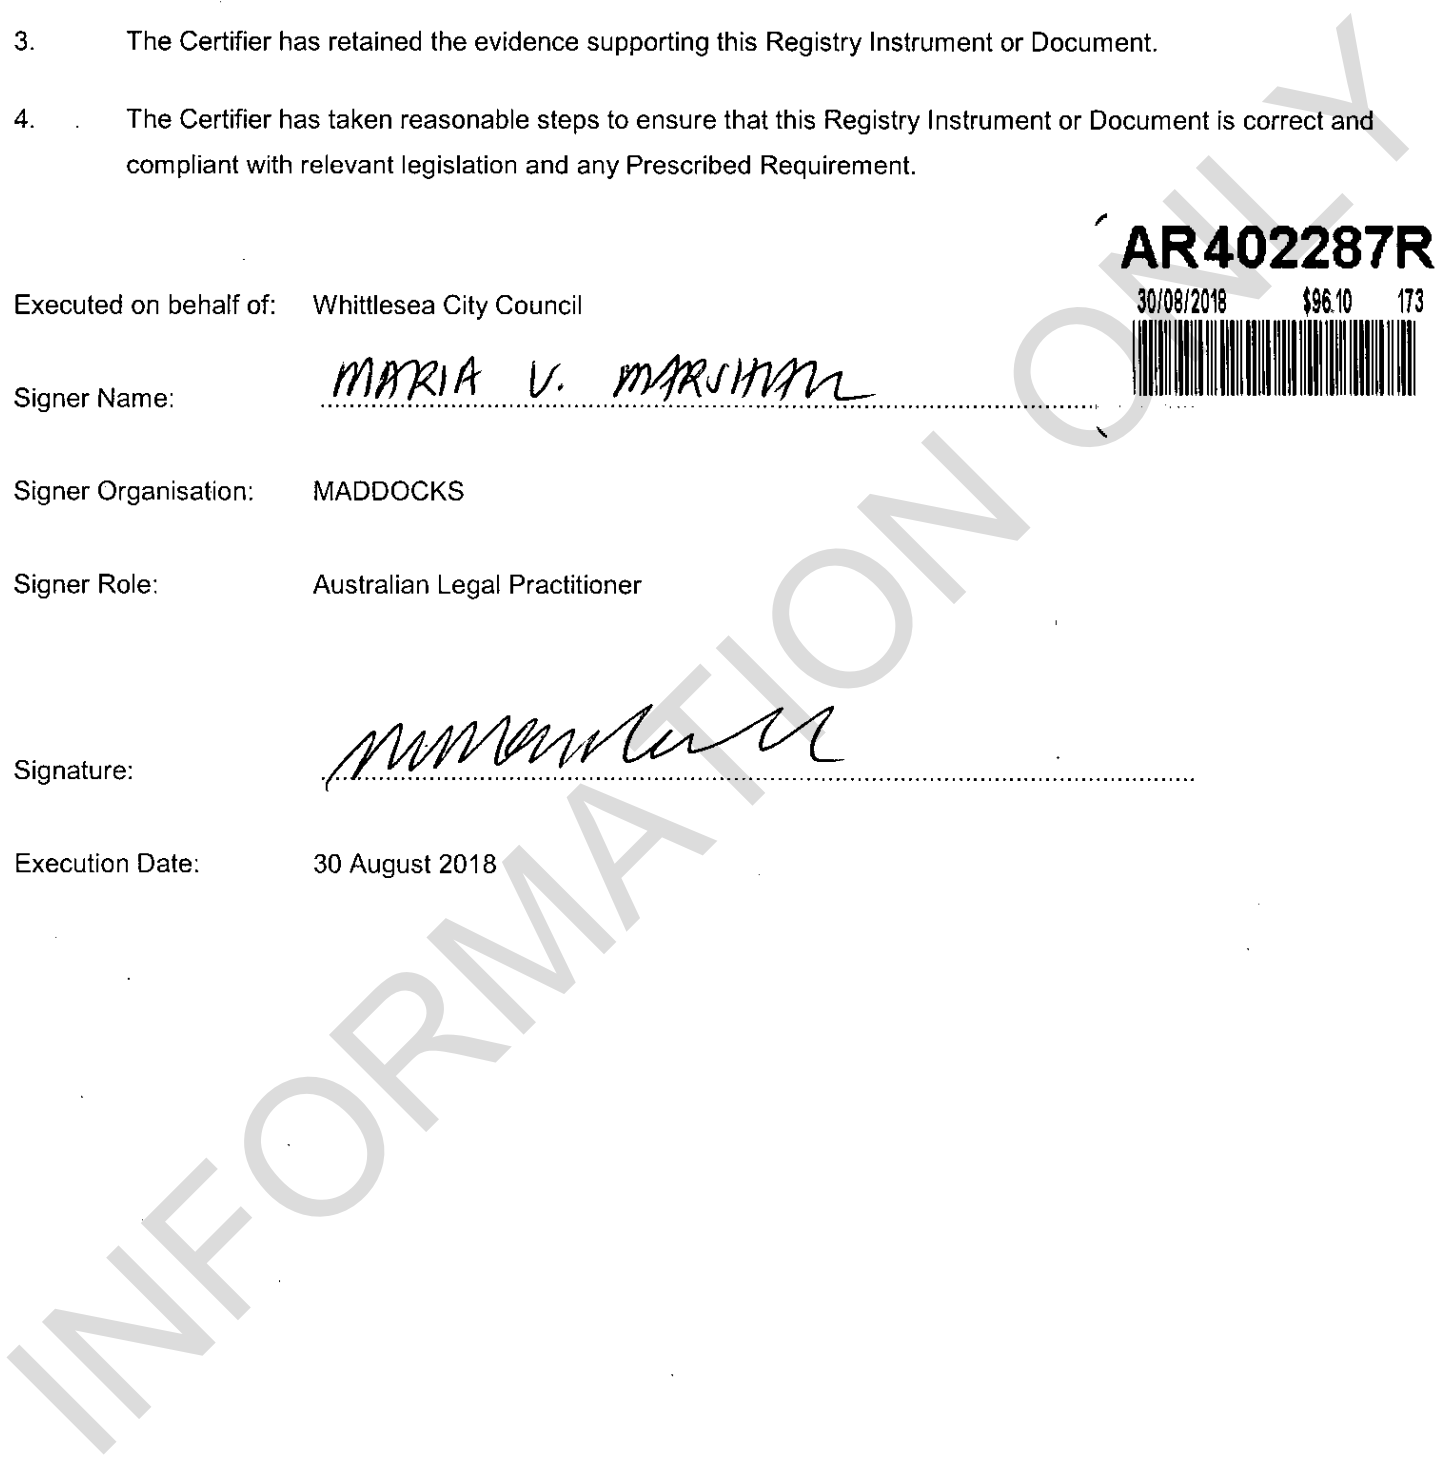 3. The Certifier has retained the evidence supporting this Registry Instrument or Document.
4. The Certifier has taken reasonable steps to ensure that this Registry Instrument or Document is correct and
compliant with relevant legislation and any Prescribed Requirement.
AR402287R
30/08/2018 $96.10 173
Executed on behalf of: Whittlesea City Council
Signer Name: MARIA V. MARSHALL
Signer Organisation: MADDOCKS
Signer Role: Australian Legal Practitioner
Signature:
Execution Date: 30 August 2018
INFORMATION ONLY